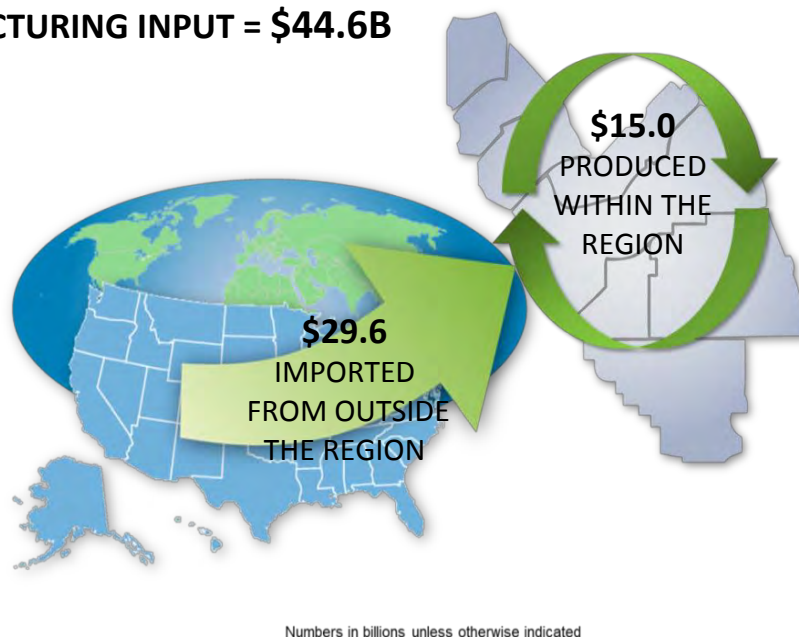 CTURING INPUT = $44.6B
$15.0
PRODUCED
WITHIN THE
REGION
$29.6
IMPORTED
FROM OUTSIDE
THE REGION
Numbers in billions unless otherwise indicated